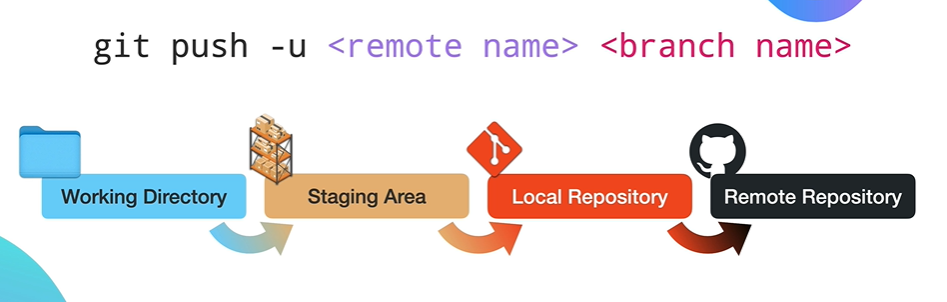 git push -u <remote name> <branch name>
Working Directory
Staging Area
Local Repository
Remote Repository